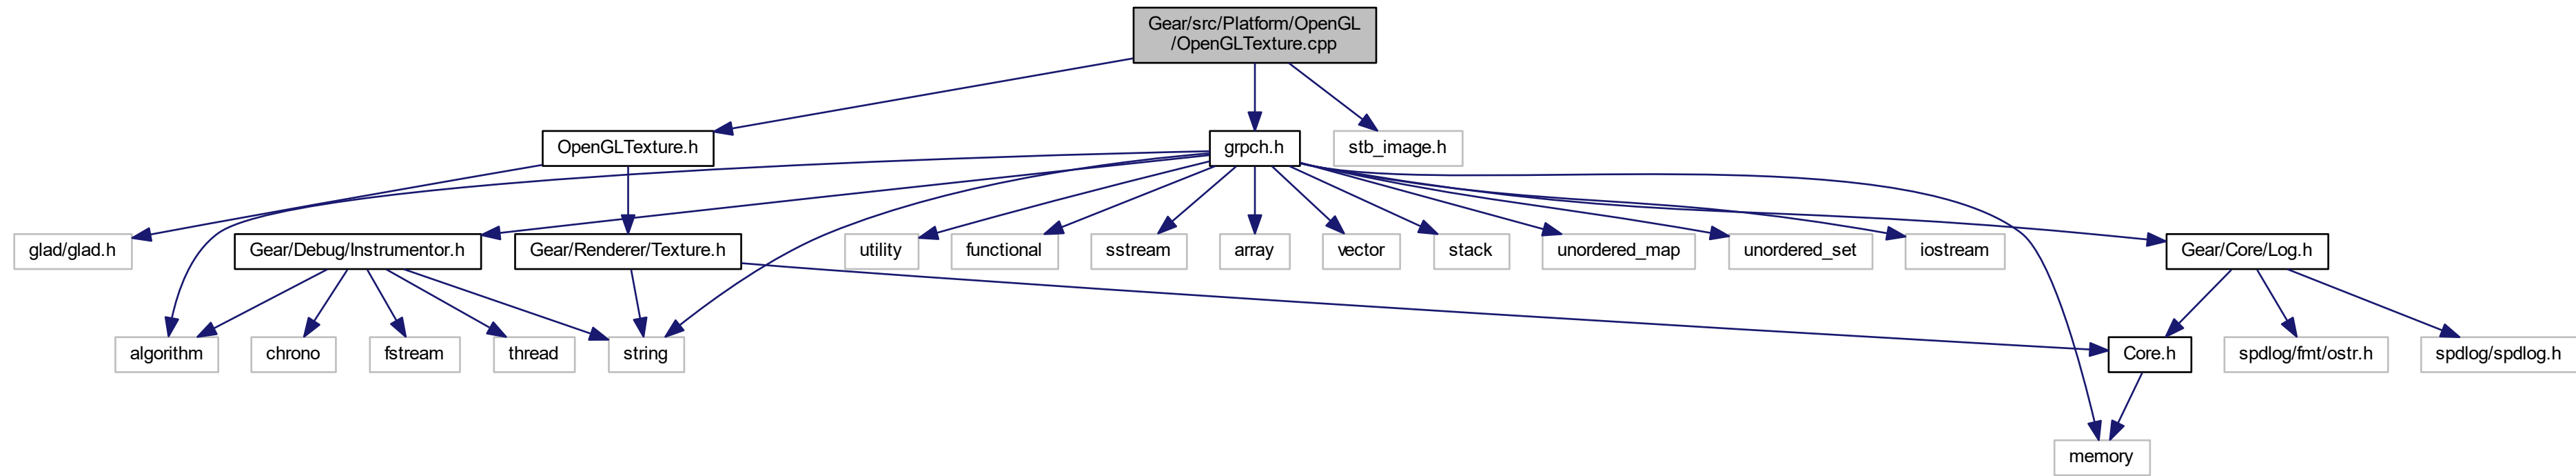 Gear/src/Platform/OpenGL
/OpenGLTexture.cpp
OpenGLTexture.h
grpch.h
stb_image.h
glad/glad.h
Gear/Debug/Instrumentor.h
Gear/Renderer/Texture.h
utility
functional
sstream
array
vector
stack
unordered_map
unordered_set
iostream
Gear/Core/Log.h
algorithm
chrono
fstream
thread
string
Core.h
spdlog/fmt/ostr.h
spdlog/spdlog.h
memory